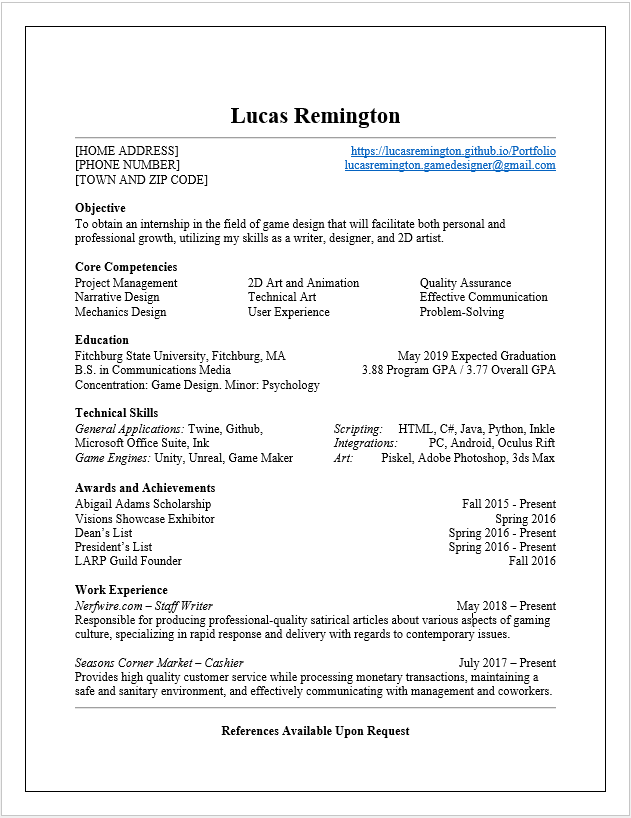 Lucas Remington
[HOME ADDRESS] https://lucasremington.github.io/Portfolio
[PHONE NUMBER] lucasremington.gamedesigner@gmail.com
[TOWN AND ZIP CODE]
Objective
To obtain an internship in the field of game design that will facilitate both personal and
professional growth, utilizing my skills as a writer, designer, and 2D artist.
Core Competencies
Project Management 2D Art and Animation Quality Assurance
Narrative Design Technical Art Effective Communication
Mechanics Design User Experience Problem-Solving
Education
Fitchburg State University, Fitchburg, MA May 2019 Expected Graduation
B.S. in Communications Media 3.88 Program GPA / 3.77 Overall GPA
Concentration: Game Design. Minor: Psychology
Technical Skills
General Applications: Twine, Github, Scripting: HTML, C#, Java, Python, Inkle
Microsoft Office Suite, Ink Integrations: PC, Android, Oculus Rift
Game Engines: Unity, Unreal, Game Maker Art: Piskel, Adobe Photoshop, 3ds Max
Awards and Achievements
Abigail Adams Scholarship Fall 2015 - Present
Visions Showcase Exhibitor Spring 2016
Dean's List Spring 2016 - Present
President's List Spring 2016 - Present
LARP Guild Founder Fall 2016
Work Experience
Nerfwire.com – Staff Writer May 2018 – Present
Responsible for producing professional-quality satirical articles about various aspects of gaming
culture, specializing in rapid response and delivery with regards to contemporary issues.
Seasons Corner Market – Cashier July 2017 – Present
Provides high quality customer service while processing monetary transactions, maintaining a
safe and sanitary environment, and effectively communicating with management and coworkers.
References Available Upon Request